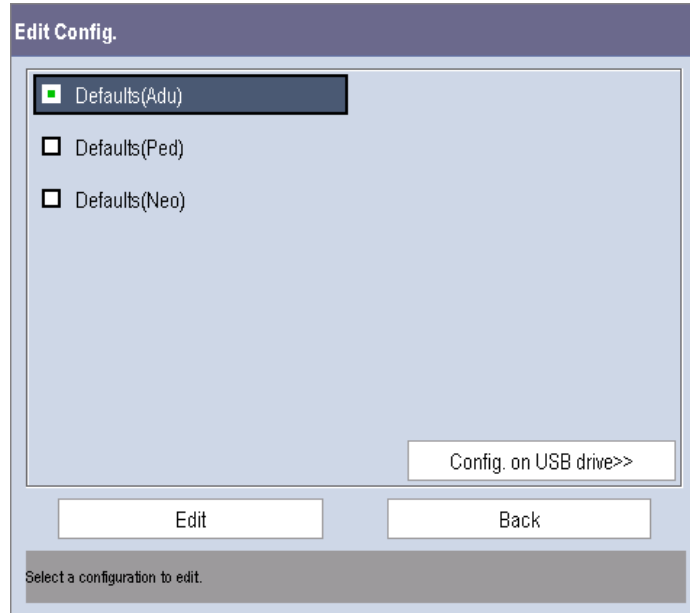 Edit Config.
Defaults(Adu)
Defaults(Ped)
Defaults(Neo)
Config. on USB drive>>
Edit
Back
Select a configuration to edit.